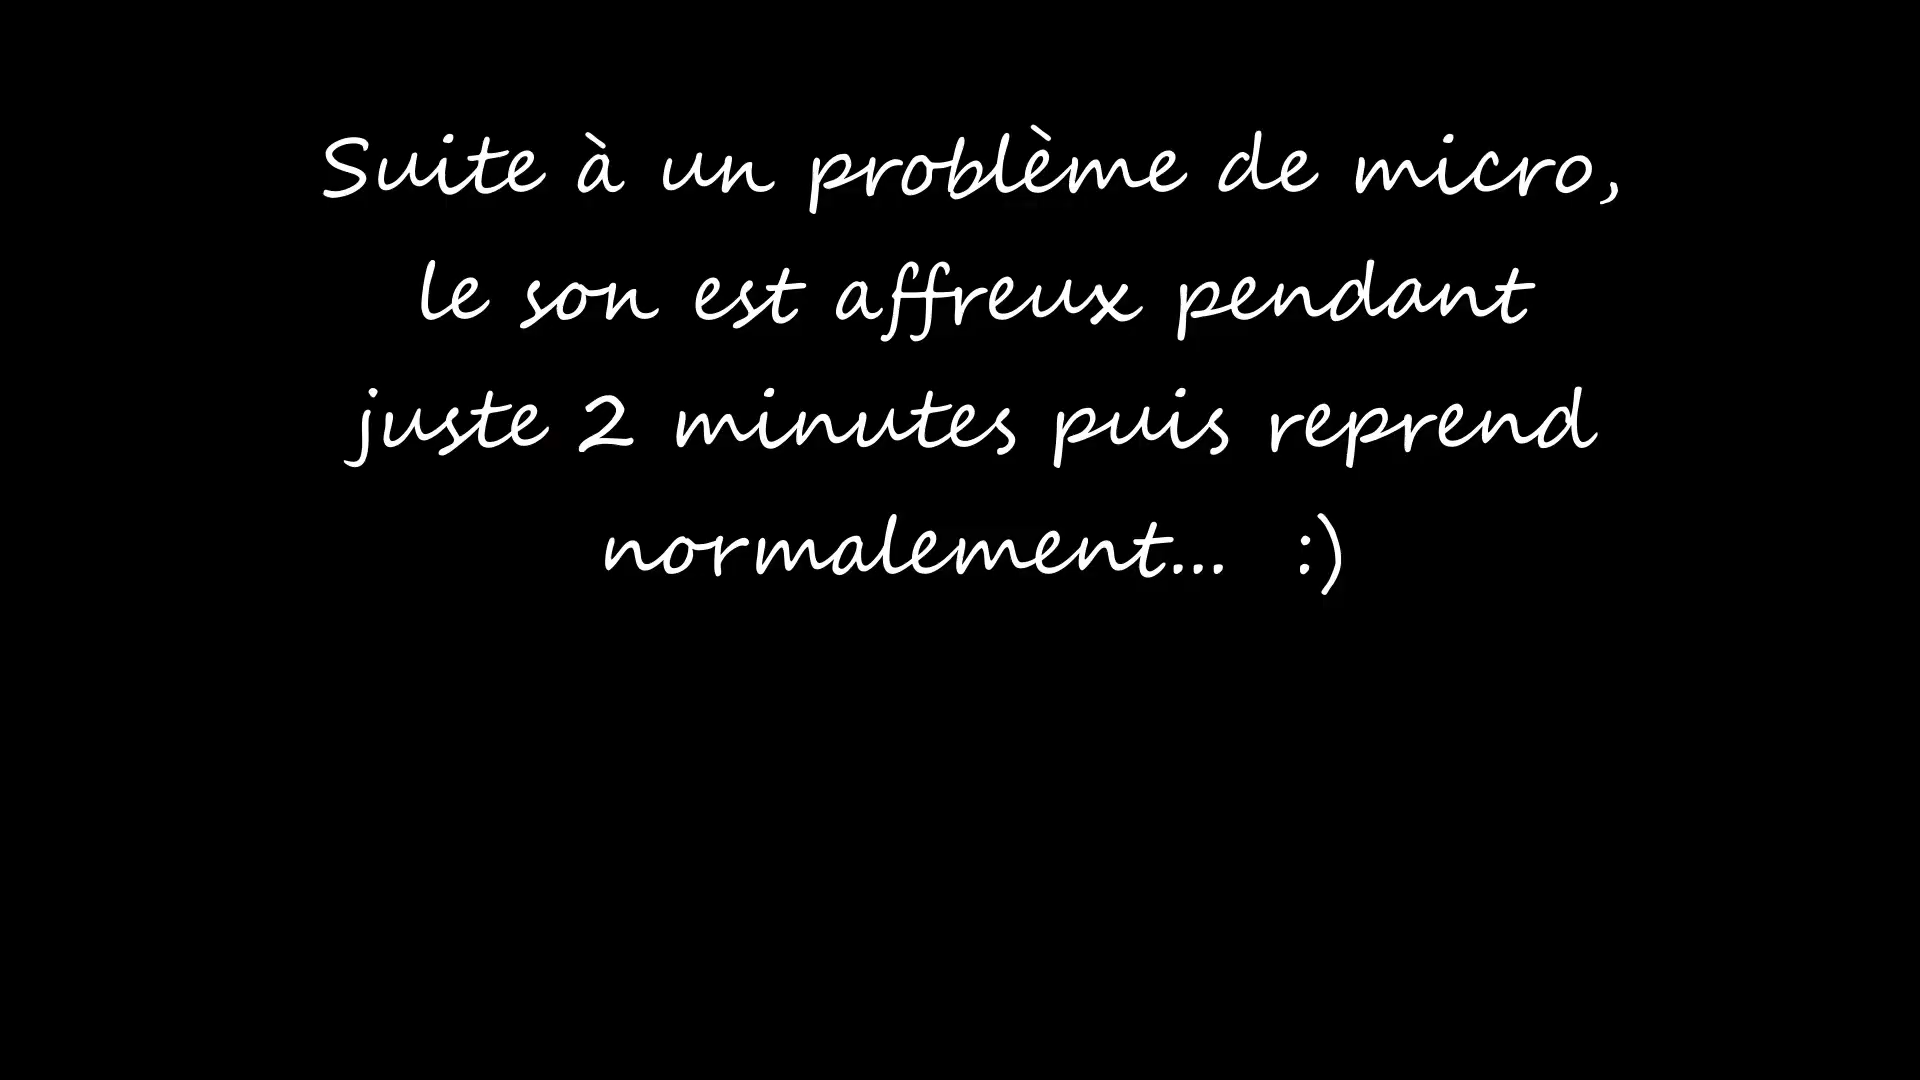 Suite à un problème de micro,
le son est affreux pendant
juste 2 minutes puis reprend
normalement... :)